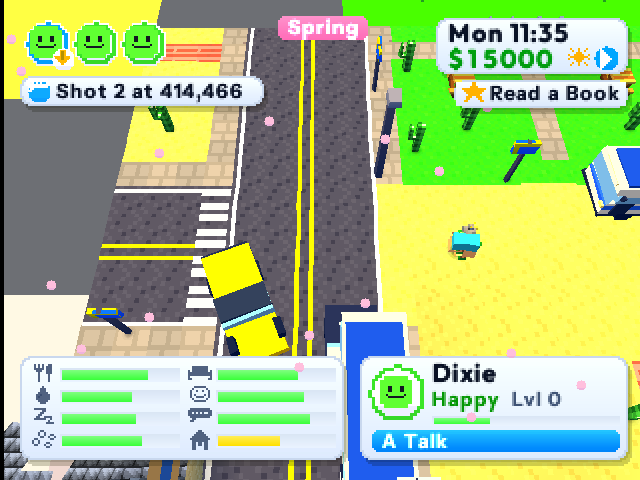 Spring
Mon 11:35
$15000
Shot 2 at 414,466
Read a Book
Dixie
Happy Lvl 0
A Talk